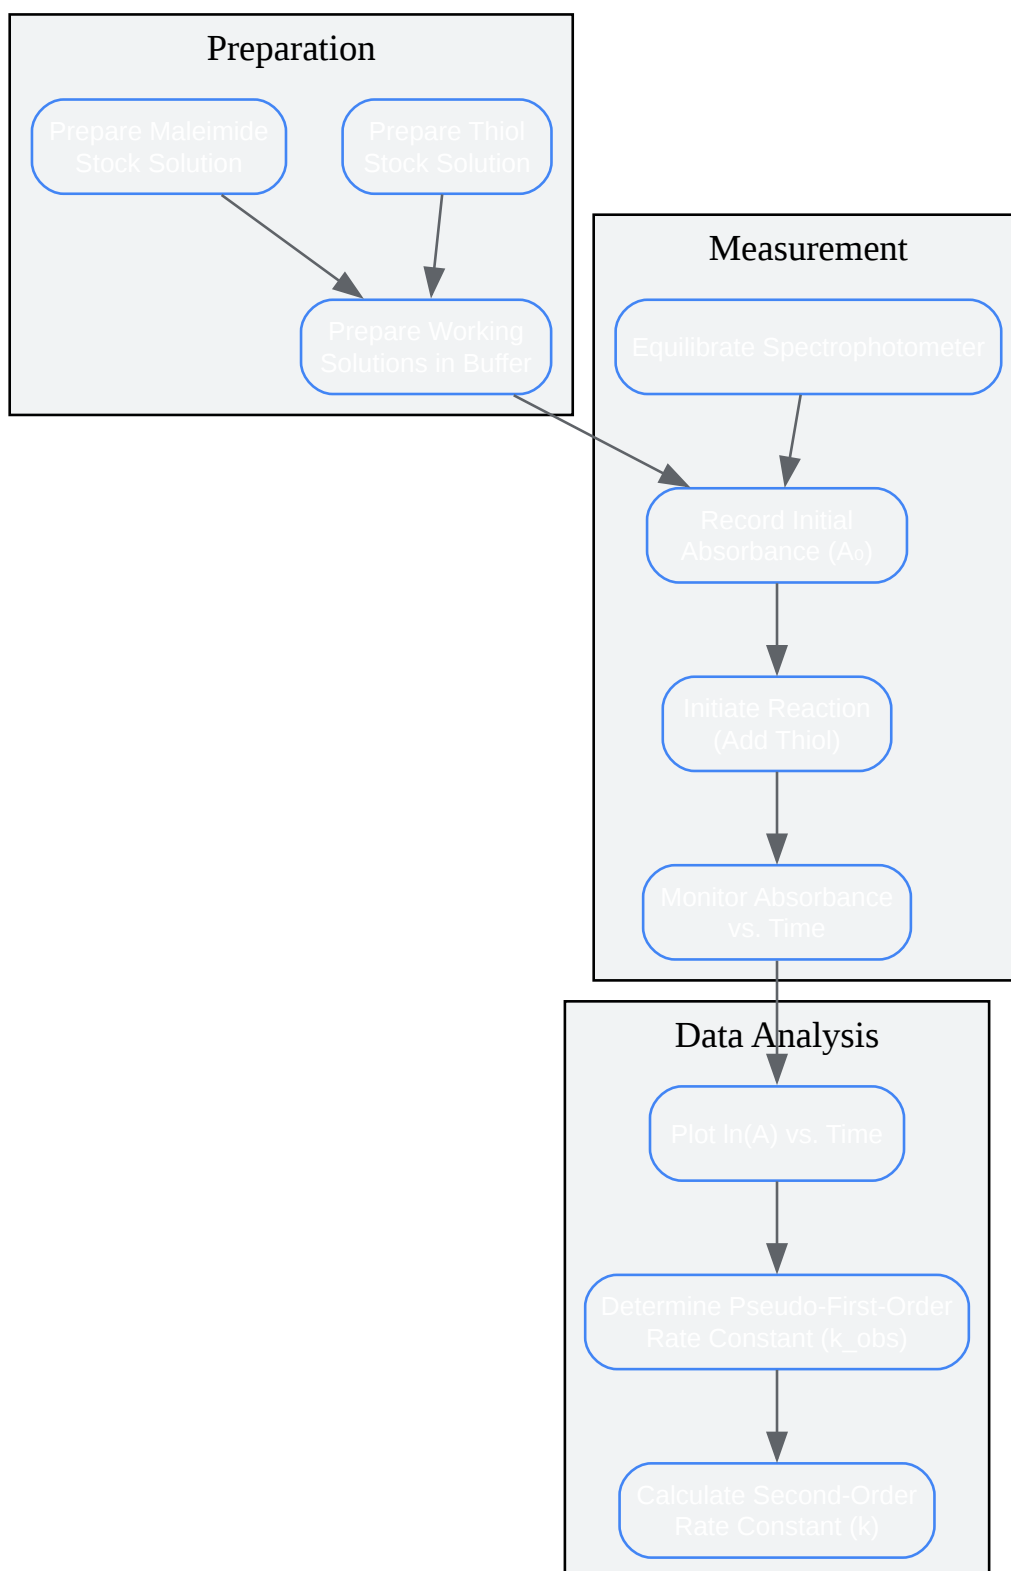 Preparation
Prepare Maleimide
Stock Solution
Prepare Thiol
Stock Solution
Prepare Working
Solutions in Buffer
Measurement
Equilibrate Spectrophotometer
Record Initial
Absorbance (A₀)
Initiate Reaction
(Add Thiol)
Monitor Absorbance
vs. Time
Data Analysis
Plot ln(A) vs. Time
Determine Pseudo-First-Order
Rate Constant (k_obs)
Calculate Second-Order
Rate Constant (k)